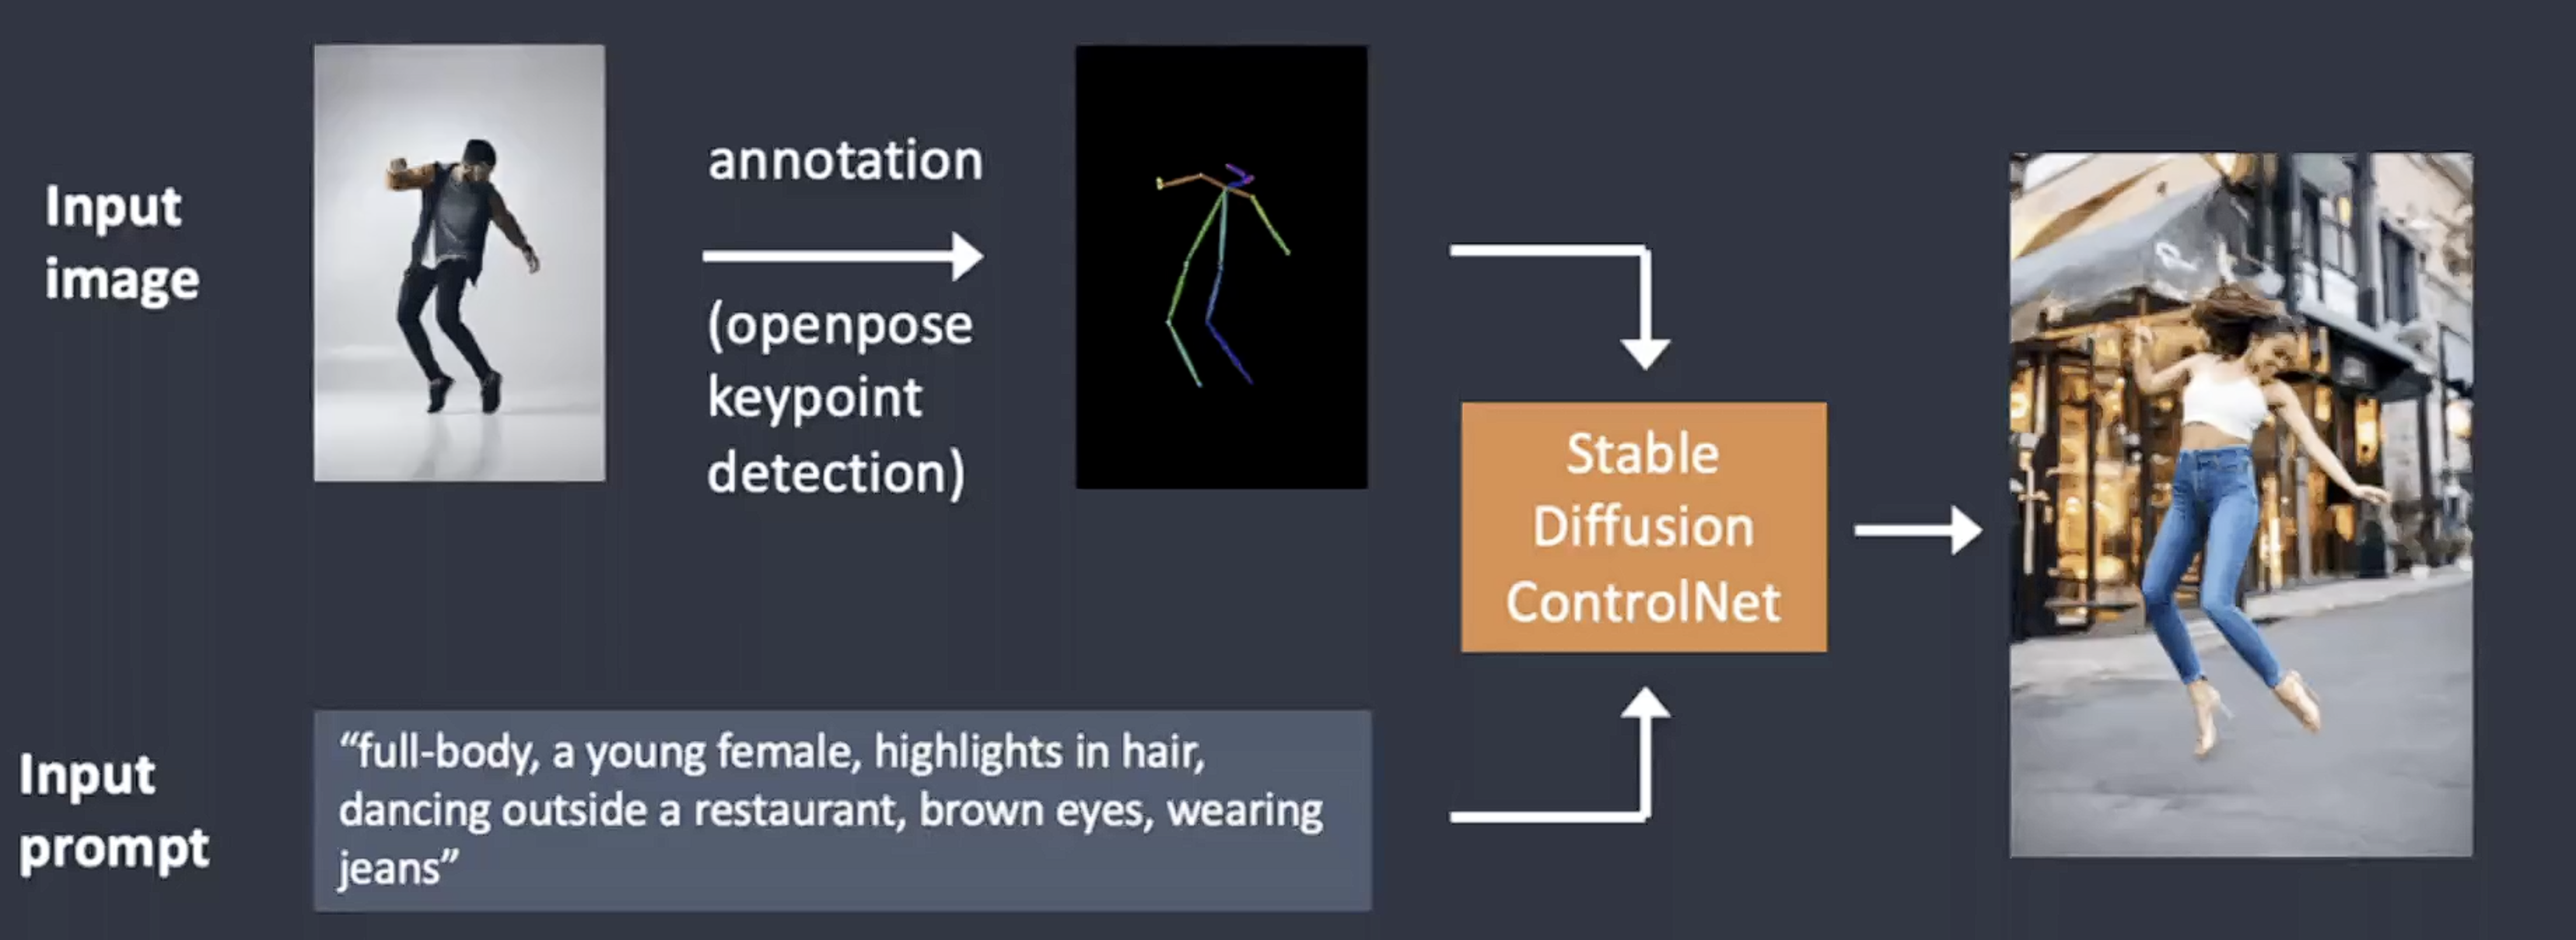 Input
image
annotation
(openpose
keypoint
detection)
Stable
Diffusion
ControlNet
Input
prompt
“full-body, a young female, highlights in hair,
dancing outside a restaurant, brown eyes, wearing
jeans”